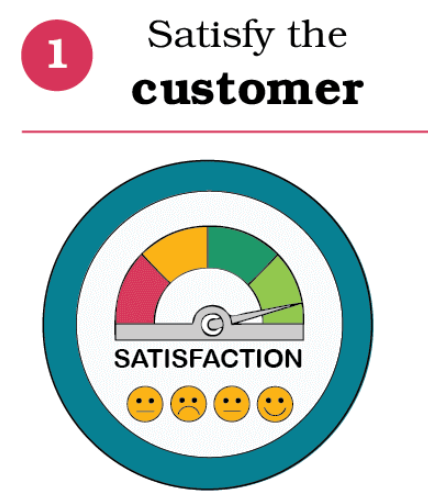 1
Satisfy the
customer
SATISFACTION